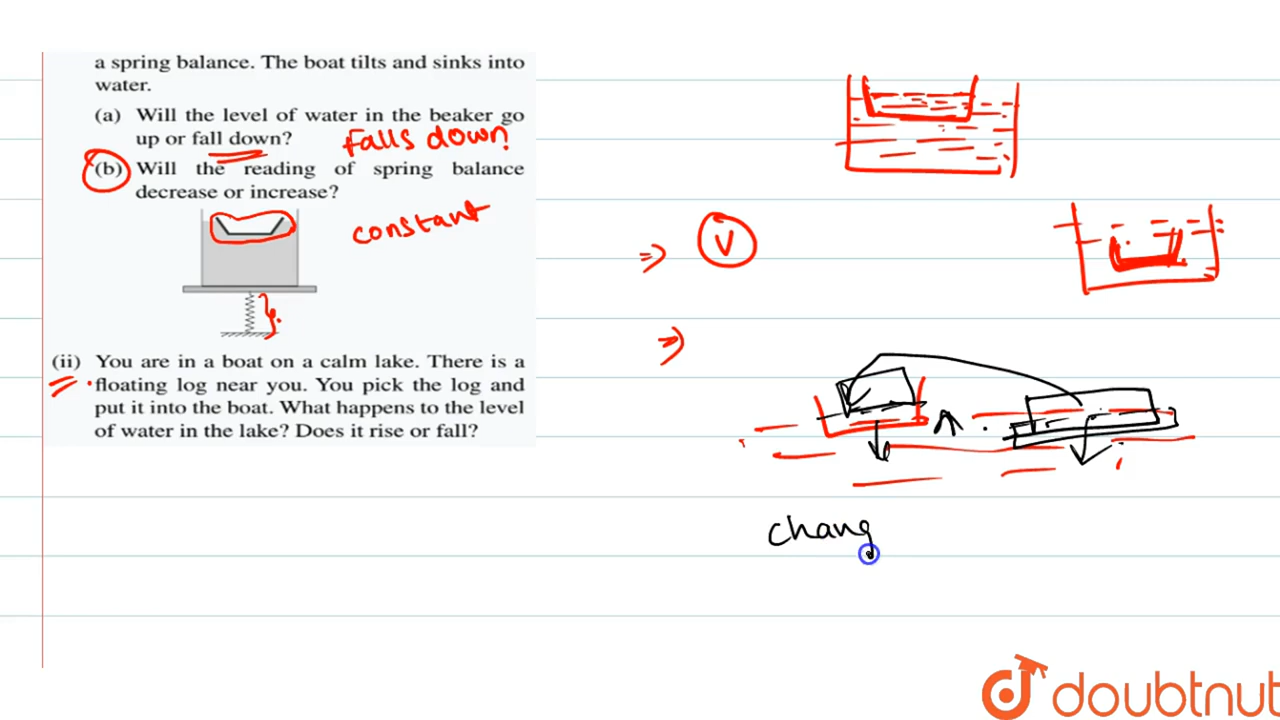 a spring balance. The boat tilts and sinks into
water.
(a) Will the level of water in the beaker go
up or fall down?
Falls down?
(b) Will the reading of spring balance
decrease or increase?
constant
V
(ii) You are in a boat on a calm lake. There is a
floating log near you. You pick the log and
put it into the boat. What happens to the level
of water in the lake? Does it rise or fall?
chang
doubtnut